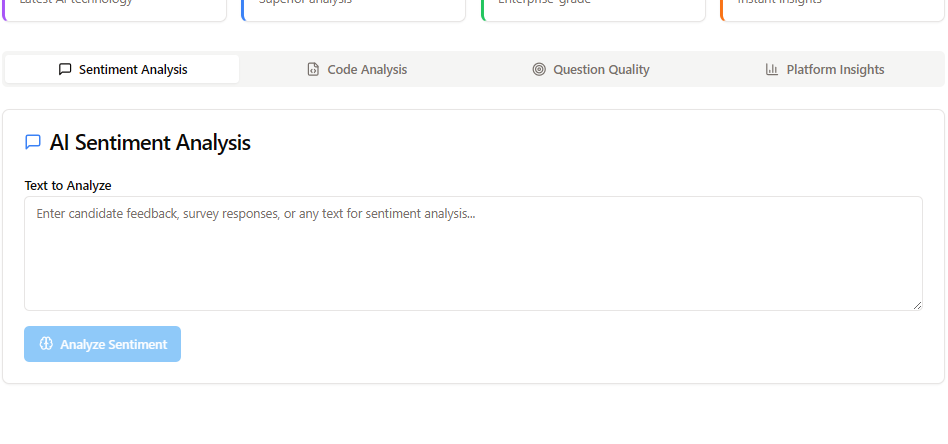 Latest AI technology
Superior analysis
Enterprise-grade
Instant insights
Sentiment Analysis
Code Analysis
Question Quality
Platform Insights
AI Sentiment Analysis
Text to Analyze
Enter candidate feedback, survey responses, or any text for sentiment analysis...
Analyze Sentiment